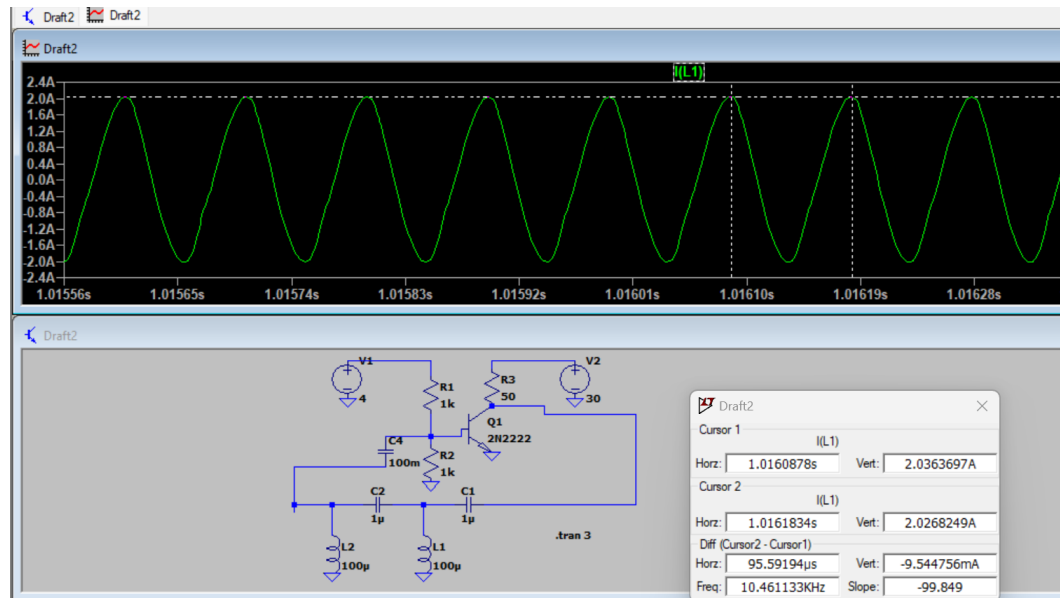 Draft2 Draft2
Draft2
I(L1)
2.4A
2.0A
1.6A
1.2A
0.8A
0.4A
0.0A
-0.4A
-0.8A
-1.2A
-1.6A
-2.0A
-2.4A
1.01556s 1.01565s 1.01574s 1.01583s 1.01592s 1.01601s 1.01610s 1.01619s 1.01628s
Draft2
V1
4
R1
1k
R3
50
V2
30
Q1
2N2222
C4
100m
R2
1k
C2
1µ
C1
1µ
.tran 3
L2
100µ
L1
100µ
Draft2
Cursor 1
I(L1)
Horz: 1.0160878s Vert: 2.0363697A
Cursor 2
I(L1)
Horz: 1.0161834s Vert: 2.0268249A
Diff (Cursor2 - Cursor1)
Horz: 95.59194µs Vert: -9.544756mA
Freq: 10.461133KHz Slope: -99.849